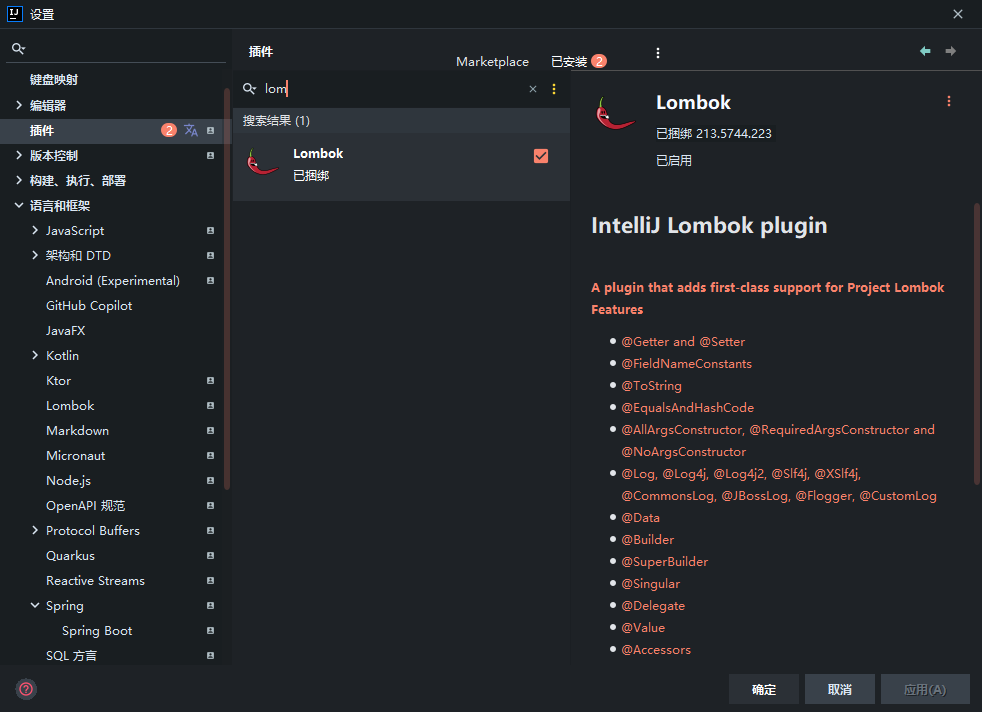 设置
键盘映射
编辑器
插件
2
版本控制
构建、执行、部署
语言和框架
JavaScript
架构和 DTD
Android (Experimental)
GitHub Copilot
JavaFX
Kotlin
Ktor
Lombok
Markdown
Micronaut
Node.js
OpenAPI 规范
Protocol Buffers
Quarkus
Reactive Streams
Spring
Spring Boot
SQL 方言
插件
Marketplace
已安装 2
lom
搜索结果 (1)
Lombok
已捆绑
Lombok
已捆绑 213.5744.223
已启用
IntelliJ Lombok plugin
A plugin that adds first-class support for Project Lombok
Features
@Getter and @Setter
@FieldNameConstants
@ToString
@EqualsAndHashCode
@AllArgsConstructor, @RequiredArgsConstructor and
@NoArgsConstructor
@Log, @Log4j, @Log4j2, @Slf4j, @XSlf4j,
@CommonsLog, @JBossLog, @Flogger, @CustomLog
@Data
@Builder
@SuperBuilder
@Singular
@Delegate
@Value
@Accessors
确定
取消
应用(A)